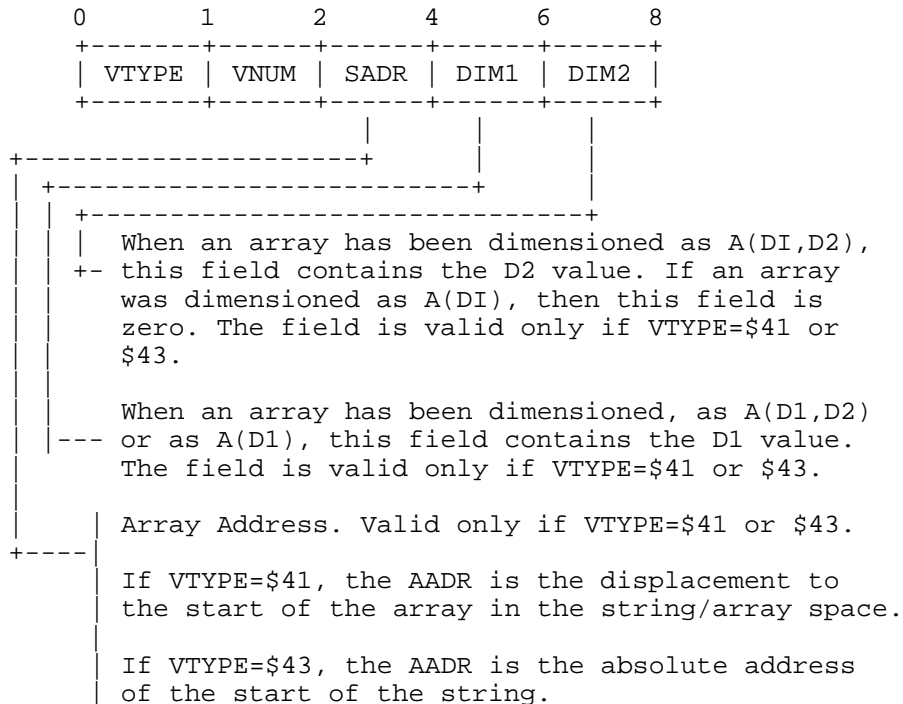 0 1 2 4 6 8
+-------+------+------+------+------+
| VTYPE | VNUM | SADR | DIM1 | DIM2 |
+-------+------+------+------+------+
When an array has been dimensioned as A(DI,D2),
+- this field contains the D2 value. If an array
was dimensioned as A(DI), then this field is
zero. The field is valid only if VTYPE=$41 or
$43.
When an array has been dimensioned, as A(D1,D2)
|--- or as A(D1), this field contains the D1 value.
The field is valid only if VTYPE=$41 or $43.
Array Address. Valid only if VTYPE=$41 or $43.
If VTYPE=$41, the AADR is the displacement to
the start of the array in the string/array space.
If VTYPE=$43, the AADR is the absolute address
of the start of the string.